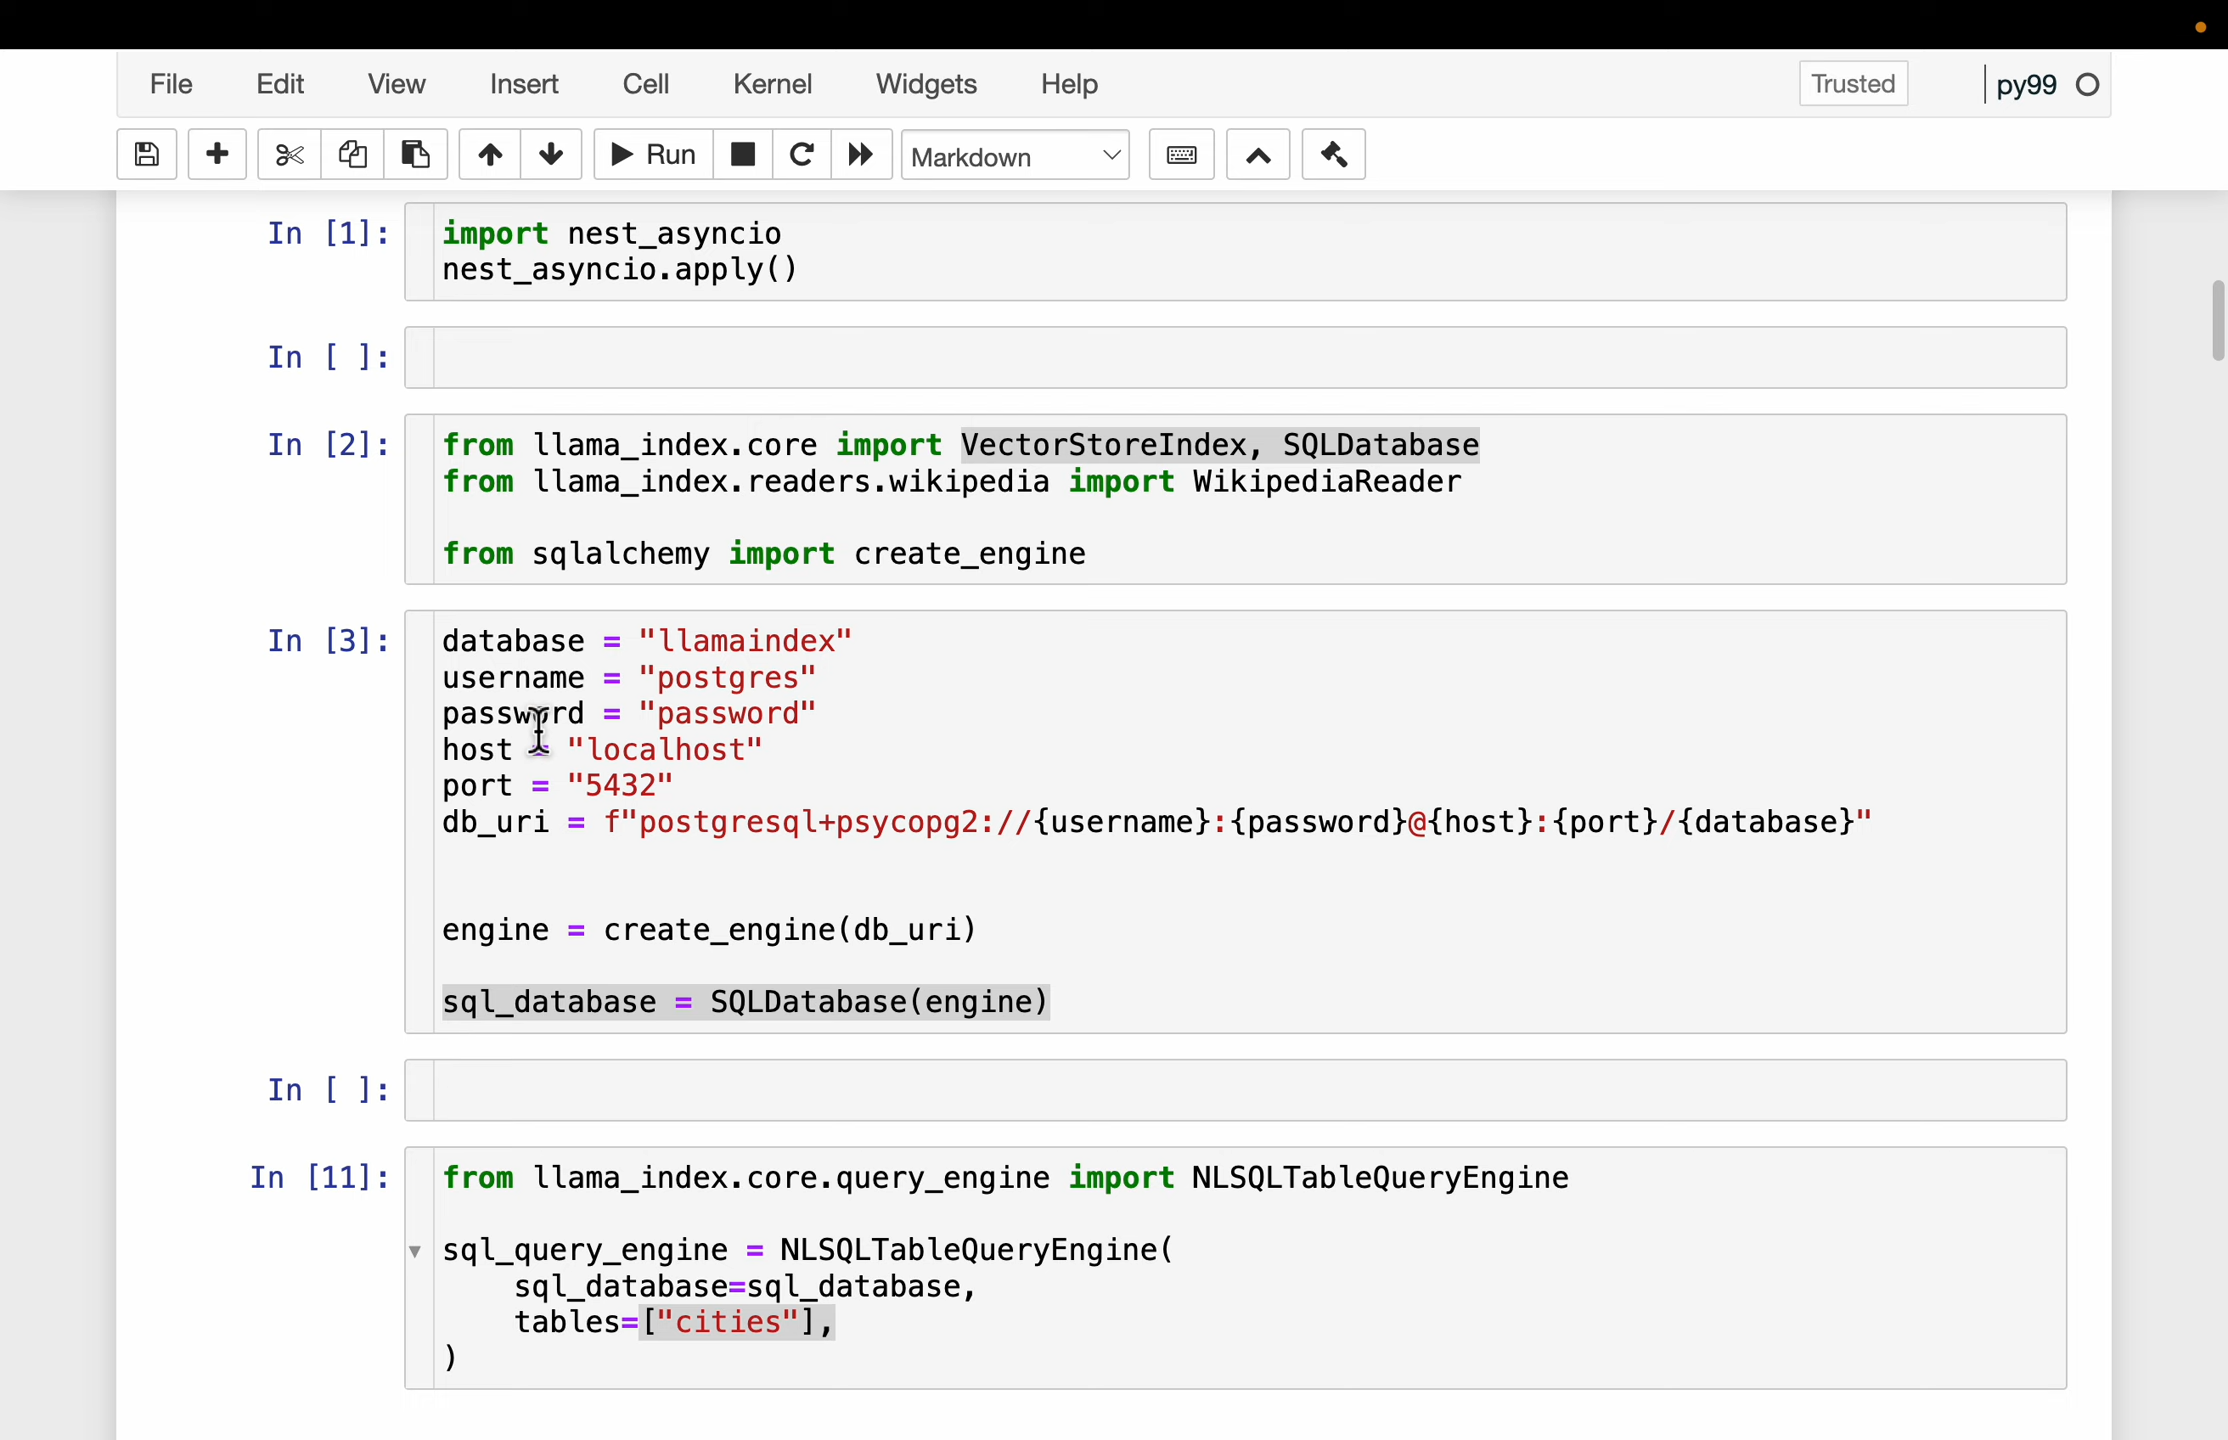 File Edit View Insert Cell Kernel Widgets Help Trusted py99
Run Markdown
In [1]: import nest_asyncio
nest_asyncio.apply()
In [ ]:
In [2]: from llama_index.core import VectorStoreIndex, SQLDatabase
from llama_index.readers.wikipedia import WikipediaReader
from sqlalchemy import create_engine
In [3]: database = "llamaindex"
username = "postgres"
password = "password"
host = "localhost"
port = "5432"
db_uri = f"postgresql+psycopg2://{username}:{password}@{host}:{port}/{database}"
engine = create_engine(db_uri)
sql_database = SQLDatabase(engine)
In [ ]:
In [11]: from llama_index.core.query_engine import NLSQLTableQueryEngine
sql_query_engine = NLSQLTableQueryEngine(
sql_database=sql_database,
tables=["cities"],
)